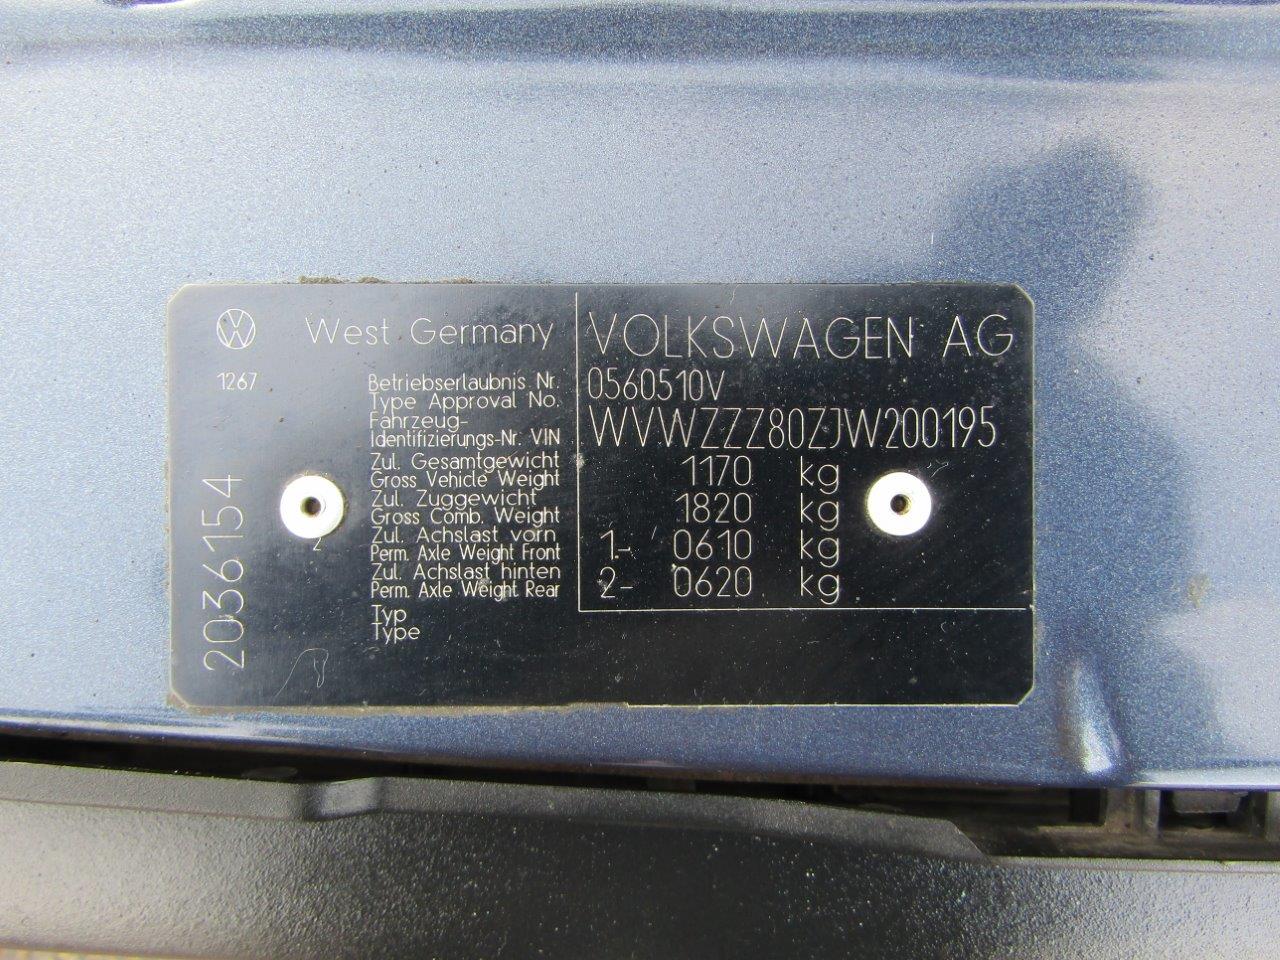 West Germany
VOLKSWAGEN AG
1267
Betriebserlaubnis Nr.
Type Approval No.
0560510V
Fahrzeug-
Identifizierungs-Nr. VIN
WVWZZZ80ZJW200195
Zul. Gesamtgewicht
Gross Vehicle Weight
1170 kg
Zul. Zuggewicht
Gross Comb. Weight
1820 kg
Zul. Achslast vorn
Perm. Axle Weight Front
1- 0610 kg
Zul. Achslast hinten
Perm. Axle Weight Rear
2- 0620 kg
Typ
Type
2036154
2